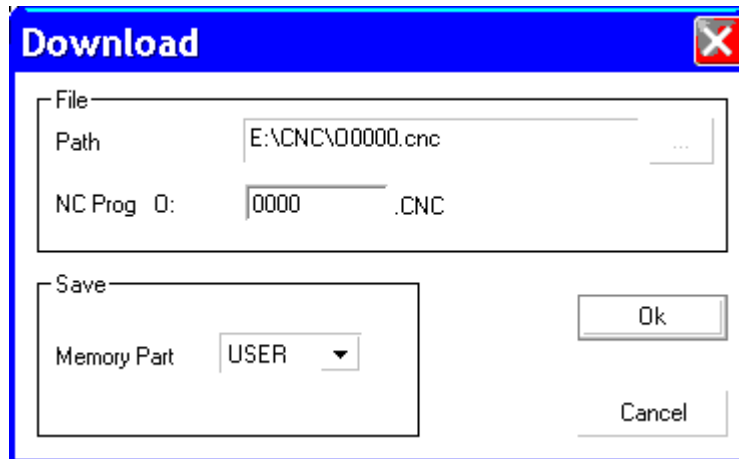 Download
File
Path E:\CNC\O0000.cnc ...
NC Prog O: 0000 .CNC
Save
Memory Part USER
Ok
Cancel